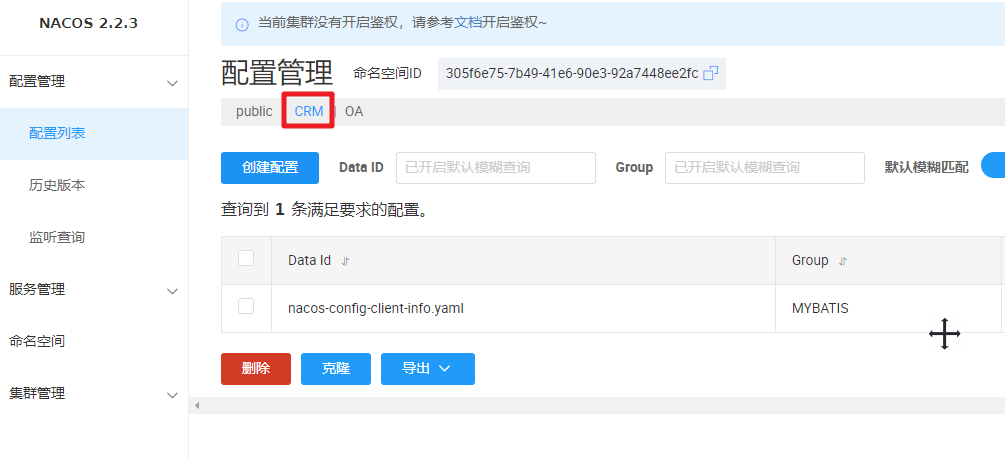 NACOS 2.2.3
配置管理
配置列表
历史版本
监听查询
服务管理
命名空间
集群管理
当前集群没有开启鉴权，请参考文档开启鉴权~
配置管理 命名空间ID 305f6e75-7b49-41e6-90e3-92a7448ee2fc
public CRM OA
创建配置 Data ID 已开启默认模糊查询 Group 已开启默认模糊查询 默认模糊匹配
查询到 1 条满足要求的配置。
Data Id Group
nacos-config-client-info.yaml MYBATIS
删除 克隆 导出